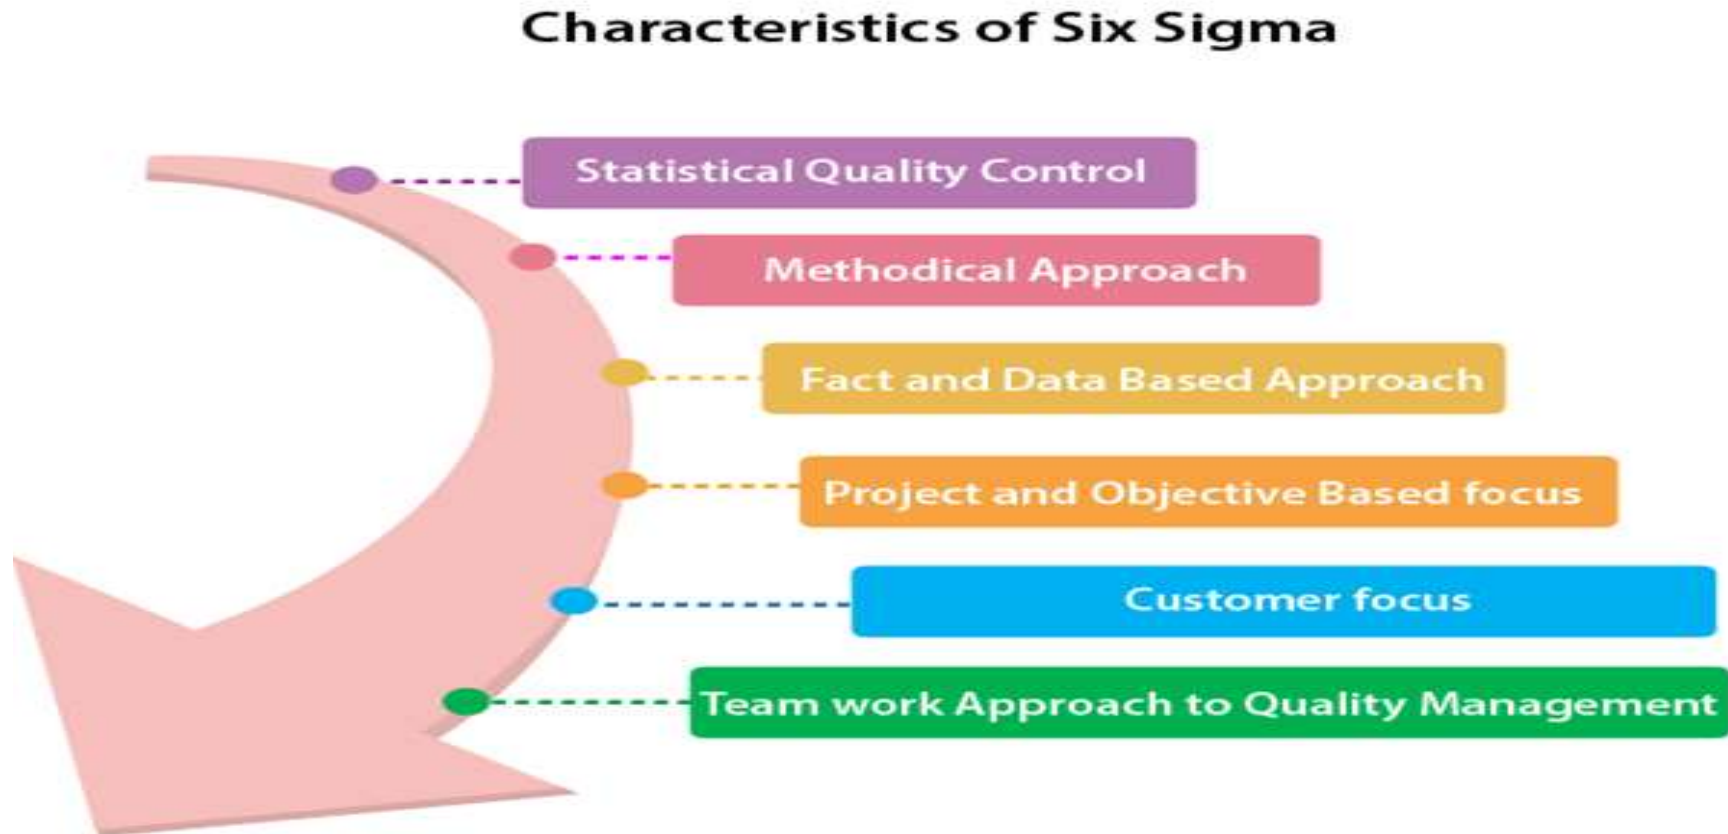 Characteristics of Six Sigma
Statistical Quality Control
Methodical Approach
Fact and Data Based Approach
Project and Objective Based focus
Customer focus
Team work Approach to Quality Management